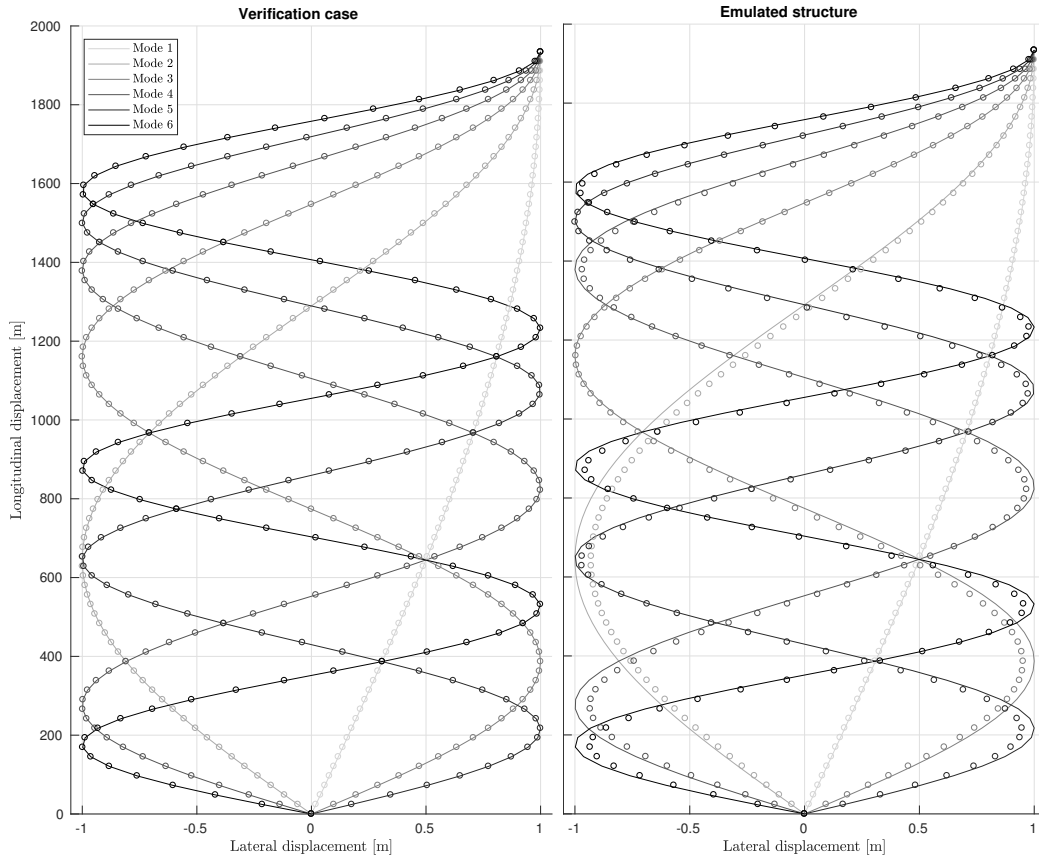 Verification case
Emulated structure
2000
1800
1600
1400
1200
1000
800
600
400
200
0
Longitudinal displacement [m]
Mode 1
Mode 2
Mode 3
Mode 4
Mode 5
Mode 6
-1 -0.5 0 0.5 1
Lateral displacement [m]
-1 -0.5 0 0.5 1
Lateral displacement [m]